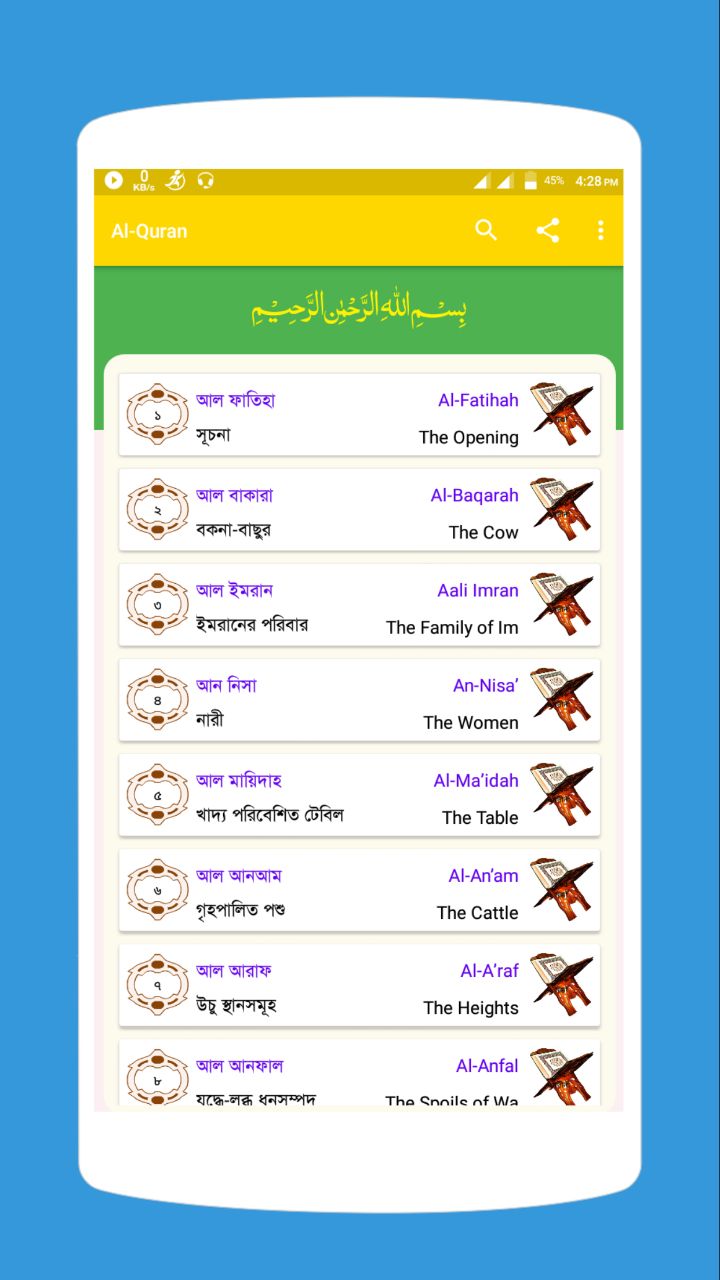 0
KB/s
45% 4:28 PM
Al-Quran
بِسْمِ اللهِ الرَّحْمٰنِ الرَّحِيْمِ
১
আল ফাতিহা Al-Fatihah
সূচনা The Opening
২
আল বাকারা Al-Baqarah
বকনা-বাছুর The Cow
৩
আল ইমরান Aali Imran
ইমরানের পরিবার The Family of Im
৪
আন নিসা An-Nisa’
নারী The Women
৫
আল মায়িদাহ Al-Ma’idah
খাদ্য পরিবেশিত টেবিল The Table
৬
আল আনআম Al-An’am
গৃহপালিত পশু The Cattle
৭
আল আরাফ Al-A’raf
উচু স্থানসমূহ The Heights
৮
আল আনফাল Al-Anfal
যুদ্ধে-লব্ধ ধনসম্পদ The Spoils of Wa